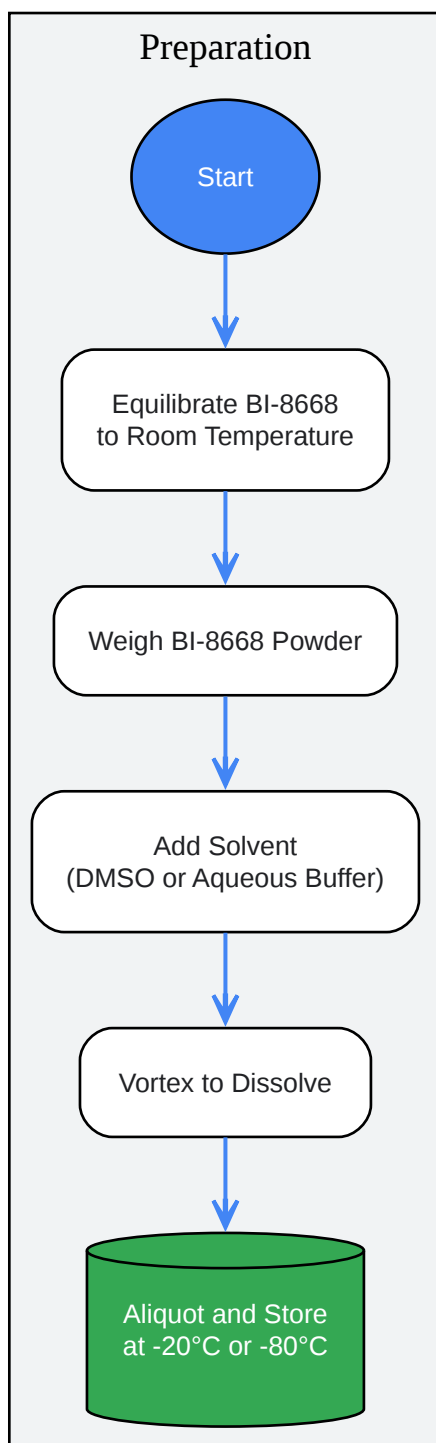 Preparation
Start
Equilibrate BI-8668
to Room Temperature
Weigh BI-8668 Powder
Add Solvent
(DMSO or Aqueous Buffer)
Vortex to Dissolve
Aliquot and Store
at -20°C or -80°C